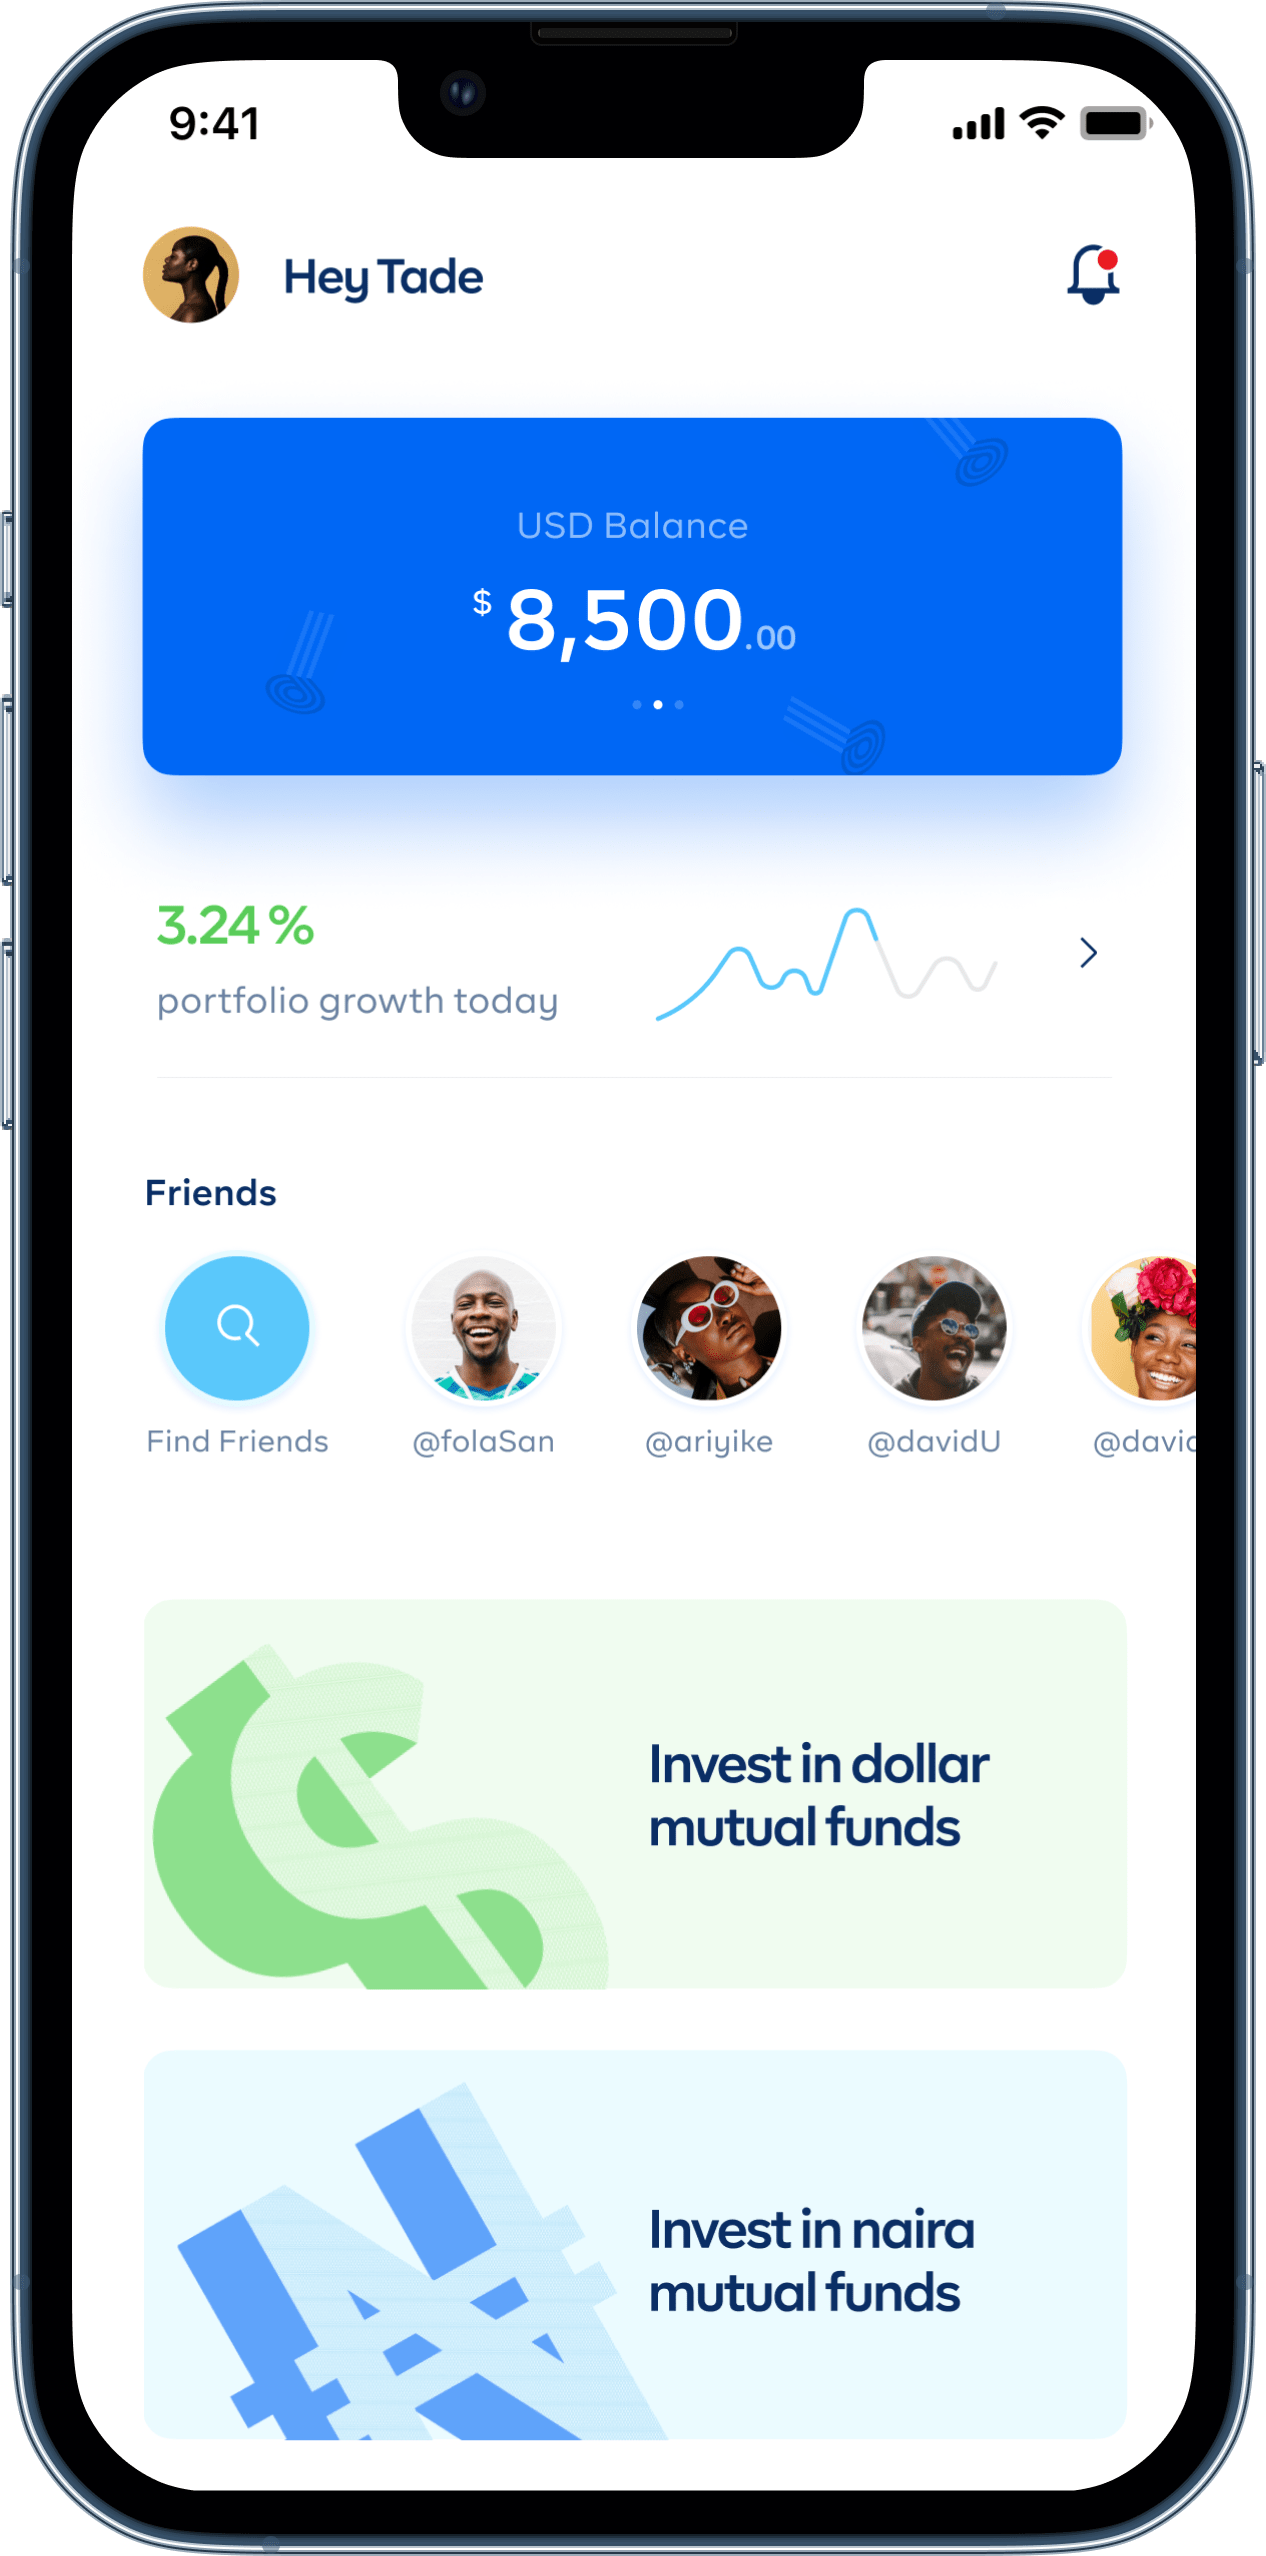 9:41
Hey Tade
USD Balance
$8,500.00
3.24%
portfolio growth today
Friends
Find Friends
@folaSan
@ariyike
@davidU
Invest in dollar
mutual funds
Invest in naira
mutual funds